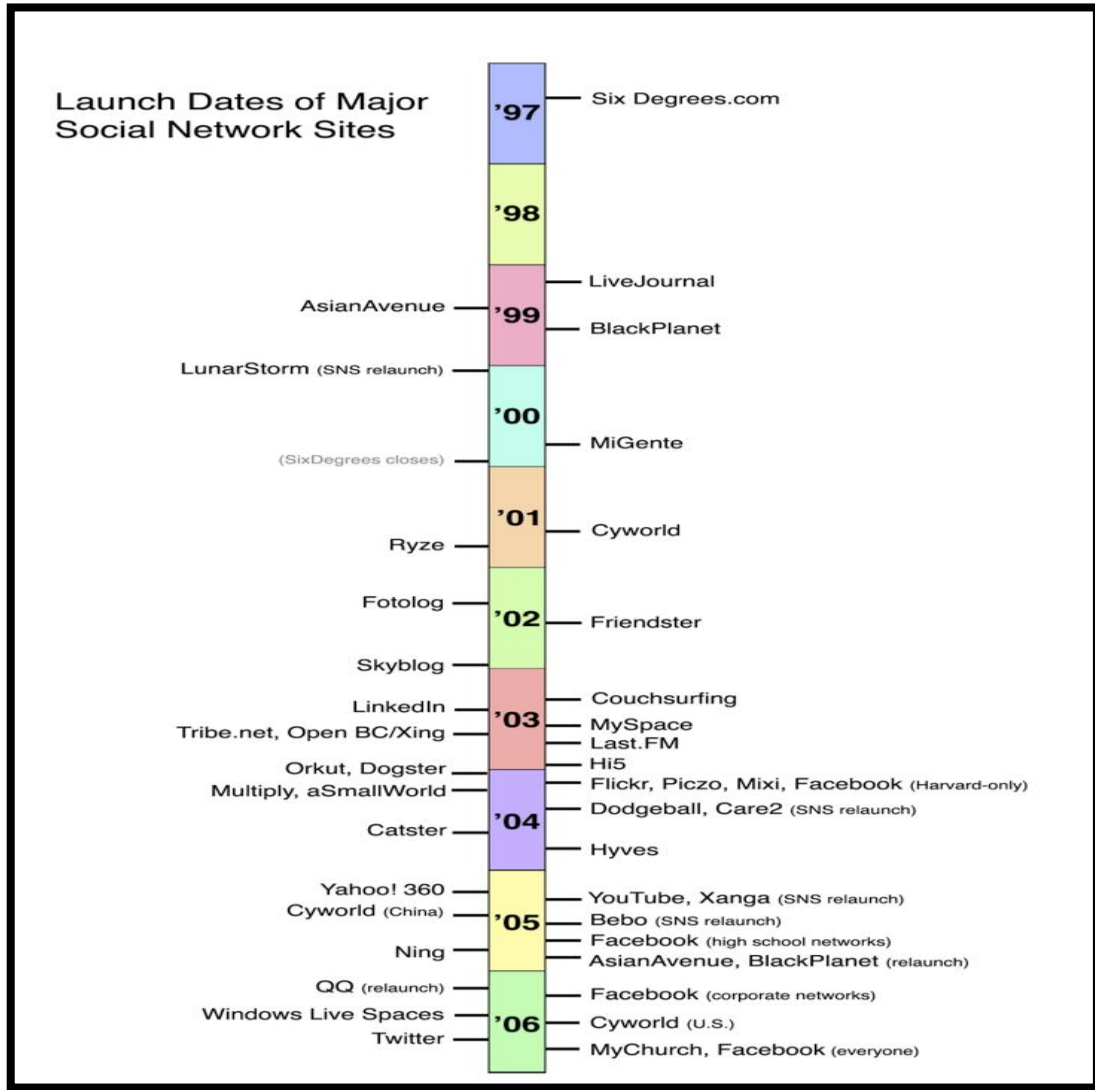 Launch Dates of Major
Social Network Sites
'97
Six Degrees.com
'98
LiveJournal
AsianAvenue
'99
BlackPlanet
LunarStorm (SNS relaunch)
'00
MiGente
(SixDegrees closes)
'01
Cyworld
Ryze
Fotolog
'02
Friendster
Skyblog
Couchsurfing
LinkedIn
'03
MySpace
Tribe.net, Open BC/Xing
Last.FM
Hi5
Orkut, Dogster
Flickr, Piczo, Mixi, Facebook (Harvard-only)
Multiply, aSmallWorld
Dodgeball, Care2 (SNS relaunch)
'04
Catster
Hyves
Yahoo! 360
YouTube, Xanga (SNS relaunch)
Cyworld (China)
'05
Bebo (SNS relaunch)
Facebook (high school networks)
Ning
AsianAvenue, BlackPlanet (relaunch)
QQ (relaunch)
Facebook (corporate networks)
Windows Live Spaces
'06
Cyworld (U.S.)
Twitter
MyChurch, Facebook (everyone)